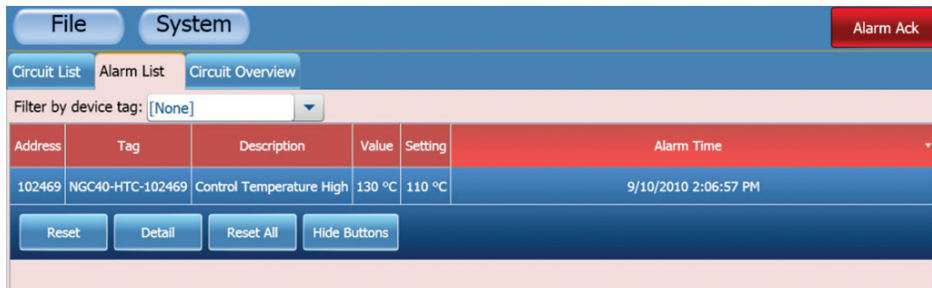 File System Alarm Ack
Circuit List Alarm List Circuit Overview
Filter by device tag: [None]
Address Tag Description Value Setting Alarm Time
102469 NGC40-HTC-102469 Control Temperature High 130 ºC 110 ºC 9/10/2010 2:06:57 PM
Reset Detail Reset All Hide Buttons